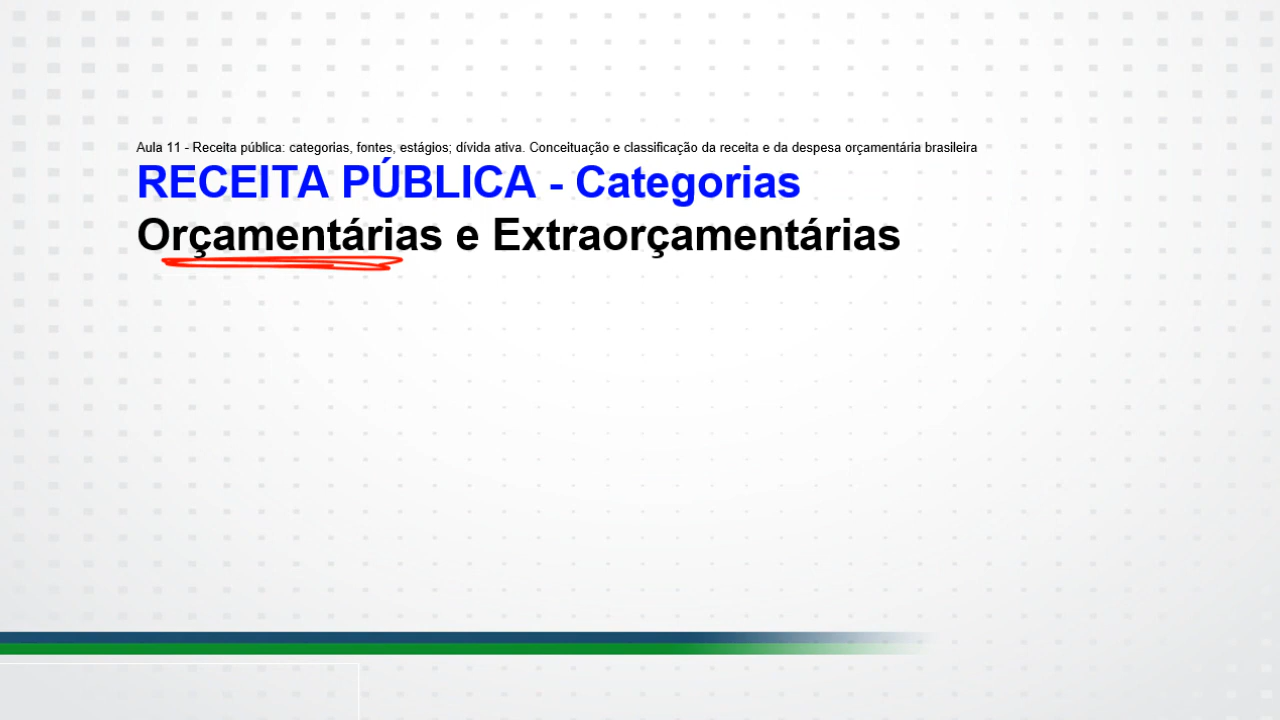 Aula 11 - Receita pública: categorias, fontes, estágios; dívida ativa. Conceituação e classificação da receita e da despesa orçamentária brasileira
RECEITA PÚBLICA - Categorias
Orçamentárias e Extraorçamentárias